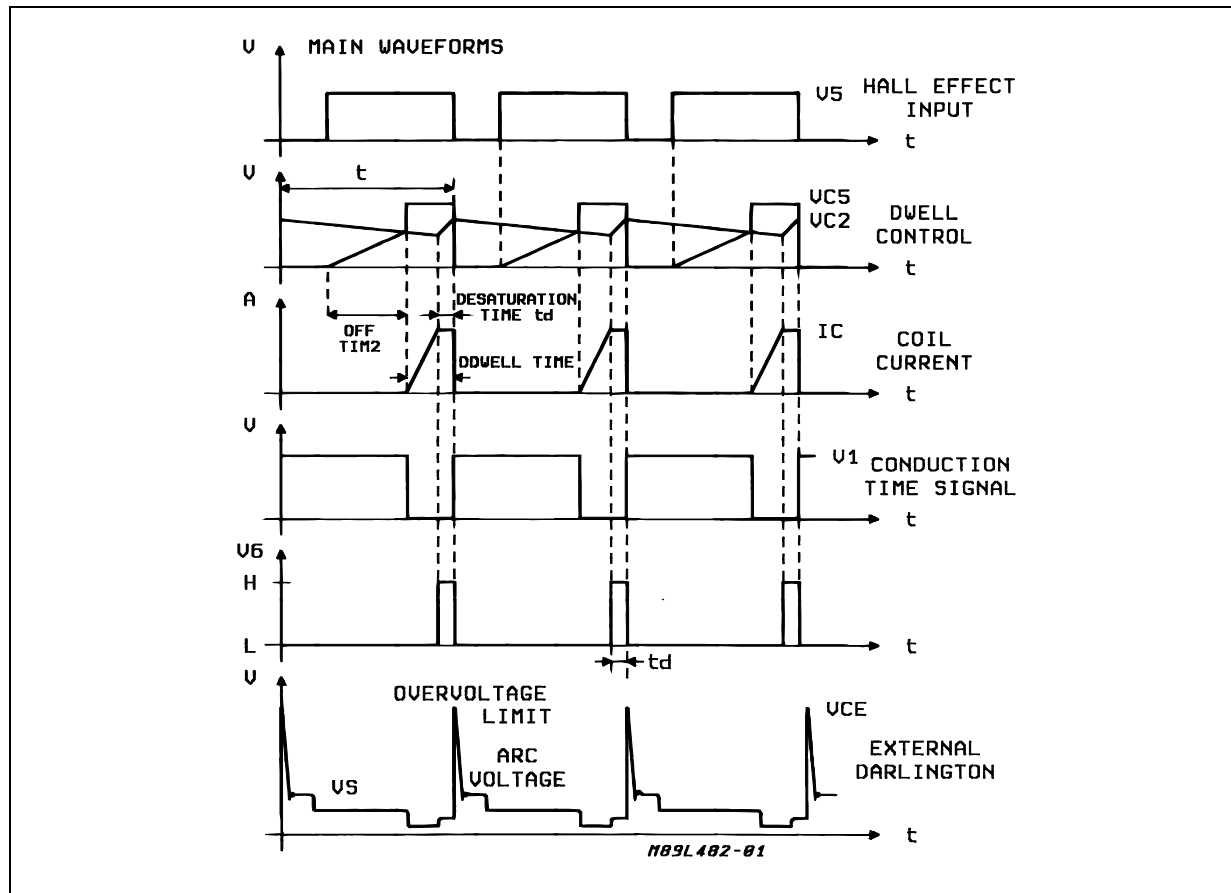 V MAIN WAVEFORMS
V5 HALL EFFECT
INPUT
t
V
t
VC5
VC2
DWELL
CONTROL
t
A
DESATURATION
TIME td
OFF
TIM2
DDWELL TIME
IC
COIL
CURRENT
t
V
V1
CONDUCTION
TIME SIGNAL
t
V6
H
L
t
td
V
OVERVOLTAGE
LIMIT
VCE
ARC
VOLTAGE
VS
EXTERNAL
DARLINGTON
t
M89L482-01